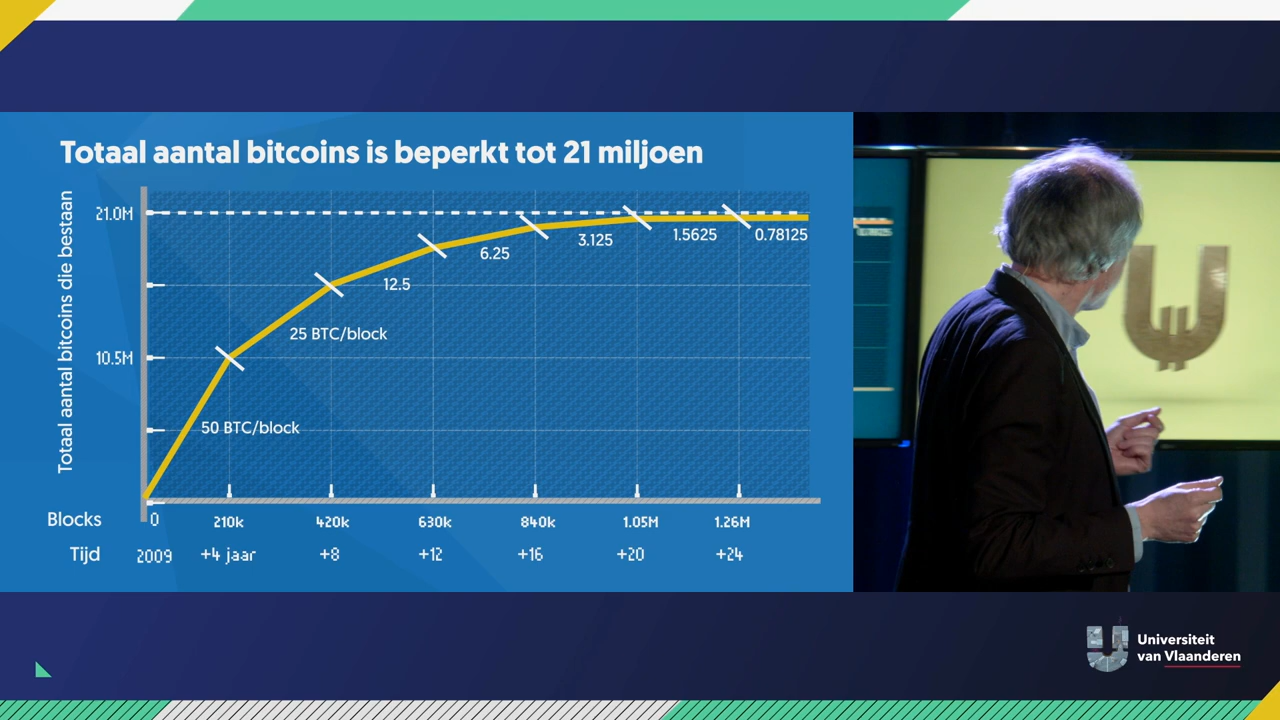 Totaal aantal bitcoins is beperkt tot 21 miljoen
Totaal aantal bitcoins die bestaan
21.0M
10.5M
50 BTC/block
25 BTC/block
12.5
6.25
3.125
1.5625
0.78125
Blocks 0 210k 420k 630k 840k 1.05M 1.26M
Tijd 2009 +4 jaar +8 +12 +16 +20 +24
Universiteit
van Vlaanderen